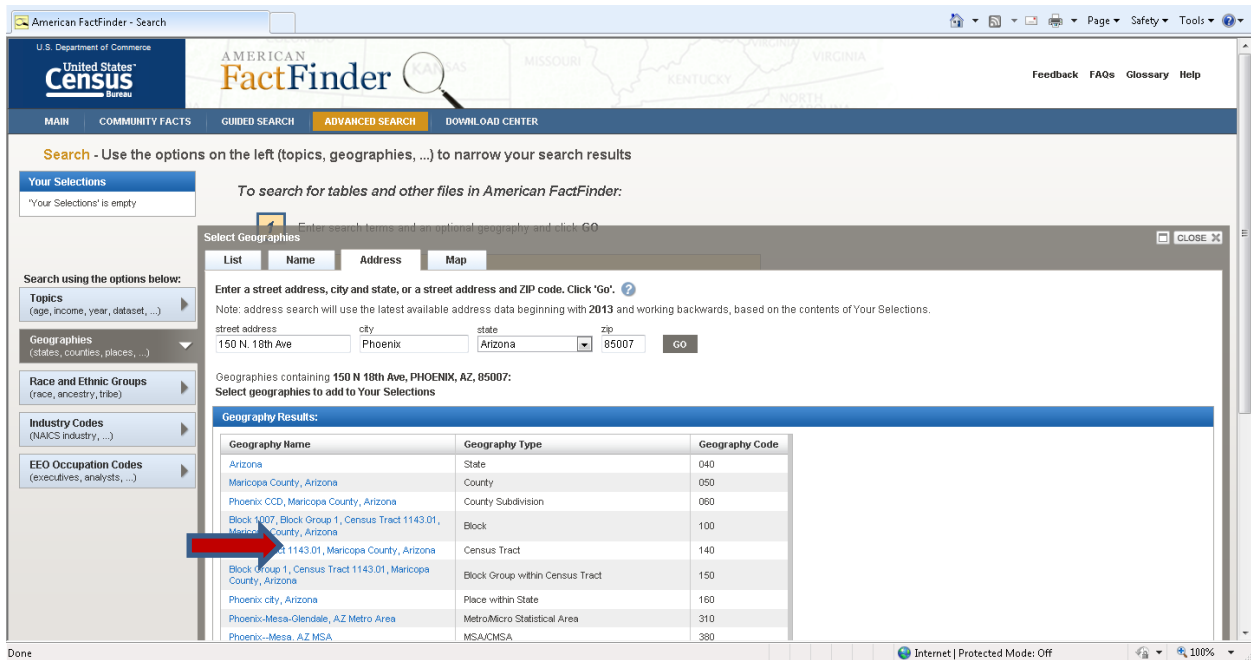 American FactFinder - Search
Page Safety Tools
U.S. Department of Commerce
United States™
Census
Bureau
AMERICAN
FactFinder
KANSAS
MISSOURI
KENTUCKY
VIRGINIA
VIRGINIA
NORTH
CAROLINA
Feedback FAQs Glossary Help
MAIN COMMUNITY FACTS GUIDED SEARCH ADVANCED SEARCH DOWNLOAD CENTER
Search - Use the options on the left (topics, geographies, ...) to narrow your search results
Your Selections
'Your Selections' is empty
To search for tables and other files in American FactFinder:
1 Enter search terms and an optional geography and click GO
Search using the options below:
Topics
(age, income, year, dataset, ...)
Geographies
(states, counties, places, ...)
Race and Ethnic Groups
(race, ancestry, tribe)
Industry Codes
(NAICS industry, ...)
EEO Occupation Codes
(executives, analysts, ...)
Select Geographies
CLOSE X
List Name Address Map
Enter a street address, city and state, or a street address and ZIP code. Click 'Go'. ?
Note: address search will use the latest available address data beginning with 2013 and working backwards, based on the contents of Your Selections.
street address city state zip
150 N. 18th Ave Phoenix Arizona 85007 GO
Geographies containing 150 N 18th Ave, PHOENIX, AZ, 85007:
Select geographies to add to Your Selections
Geography Results:
Geography Name Geography Type Geography Code
Arizona State 040
Maricopa County, Arizona County 050
Phoenix CCD, Maricopa County, Arizona County Subdivision 060
Block 1007, Block Group 1, Census Tract 1143.01,
Maricopa County, Arizona Block 100
1143.01, Maricopa County, Arizona Census Tract 140
Block Group 1, Census Tract 1143.01, Maricopa
County, Arizona Block Group within Census Tract 150
Phoenix city, Arizona Place within State 160
Phoenix-Mesa-Glendale, AZ Metro Area Metro/Micro Statistical Area 310
Phoenix--Mesa, AZ MSA MSA/CMSA 380
Done Internet | Protected Mode: Off 100%